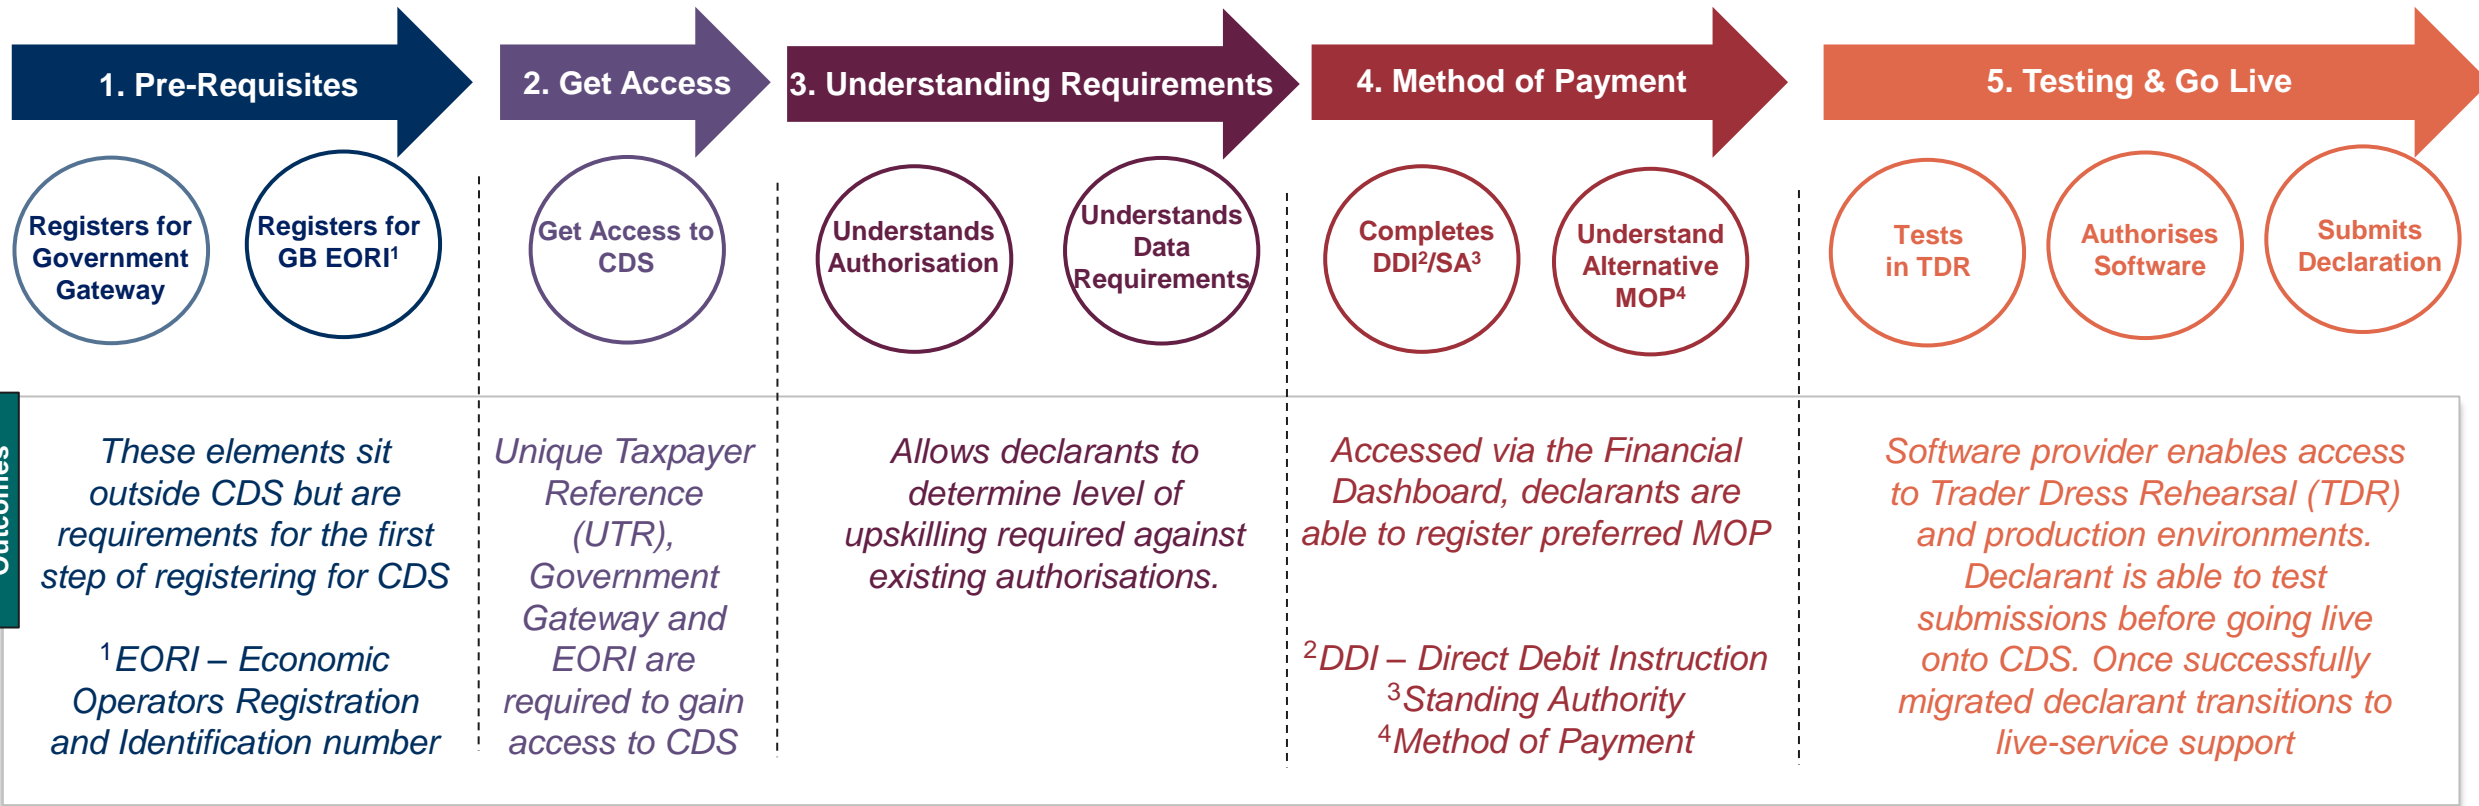 1. Pre-Requisites
2. Get Access
3. Understanding Requirements
4. Method of Payment
5. Testing & Go Live
Registers for
Government
Gateway
Registers for
GB EORI¹
Get Access to
CDS
Understands
Authorisation
Understands
Data
Requirements
Completes
DDI²/SA³
Understand
Alternative
MOP⁴
Tests
in TDR
Authorises
Software
Submits
Declaration
Outcomes
These elements sit
outside CDS but are
requirements for the first
step of registering for CDS
¹EORI – Economic
Operators Registration
and Identification number
Unique Taxpayer
Reference
(UTR),
Government
Gateway and
EORI are
required to gain
access to CDS
Allows declarants to
determine level of
upskilling required against
existing authorisations.
Accessed via the Financial
Dashboard, declarants are
able to register preferred MOP
²DDI – Direct Debit Instruction
³Standing Authority
⁴Method of Payment
Software provider enables access
to Trader Dress Rehearsal (TDR)
and production environments.
Declarant is able to test
submissions before going live
onto CDS. Once successfully
migrated declarant transitions to
live-service support